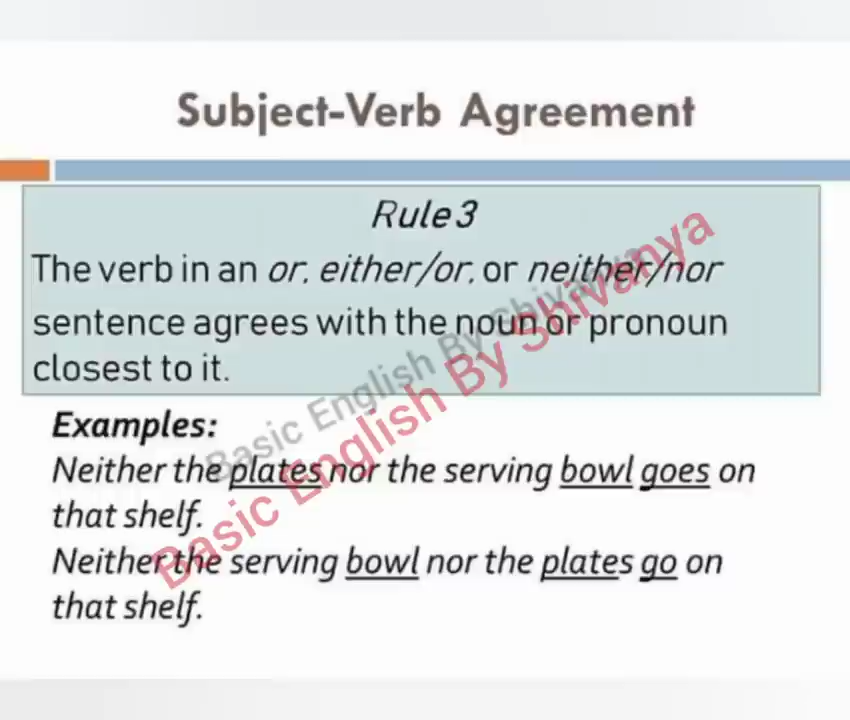 Subject-Verb Agreement
Rule 3
The verb in an or, either/or, or neither/nor
sentence agrees with the noun or pronoun
closest to it.
Examples:
Neither the plates nor the serving bowl goes on
that shelf.
Neither the serving bowl nor the plates go on
that shelf.
Basic English By Shivanya
Basic English By Shivanya